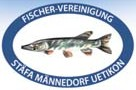 FISCHER-VEREINIGUNG
STÄFA MÄNNEDORF UETIKON